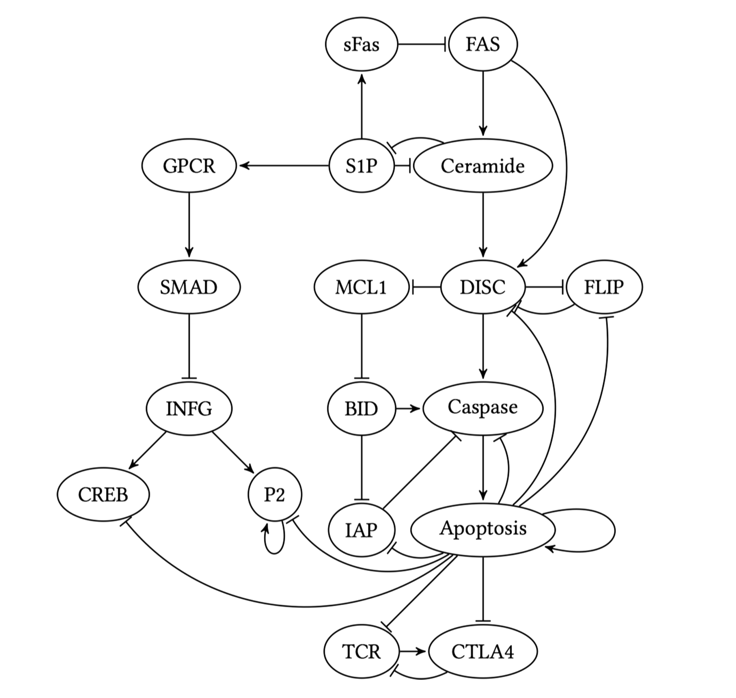 sFas FAS
GPCR S1P Ceramide
SMAD MCL1 DISC FLIP
INFG BID Caspase
CREB P2
IAP Apoptosis
TCR CTLA4